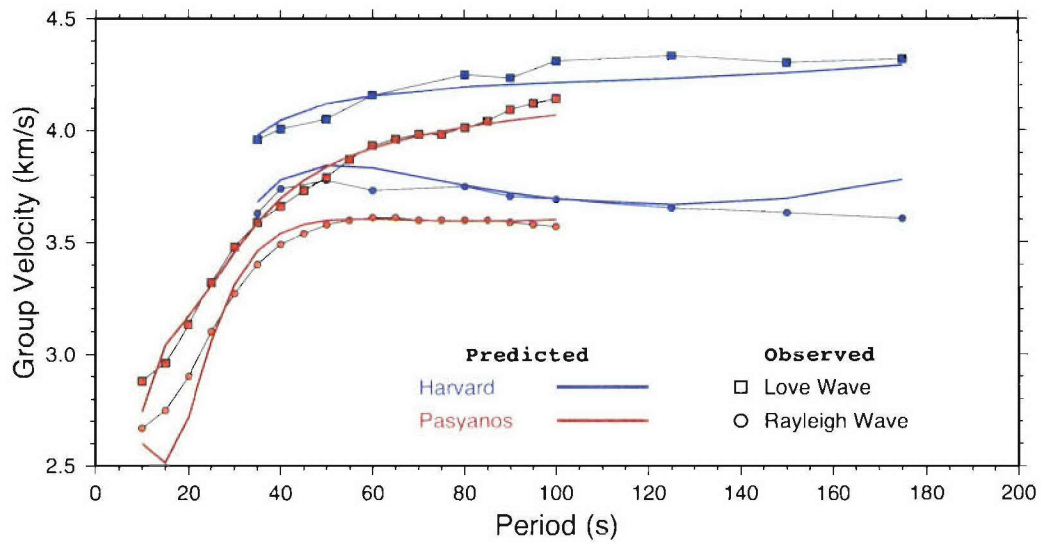 4.5
4.0
3.5
3.0
2.5
Group Velocity (km/s)
Predicted
Observed
Harvard
Love Wave
Pasyanos
Rayleigh Wave
0 20 40 60 80 100 120 140 160 180 200
Period (s)